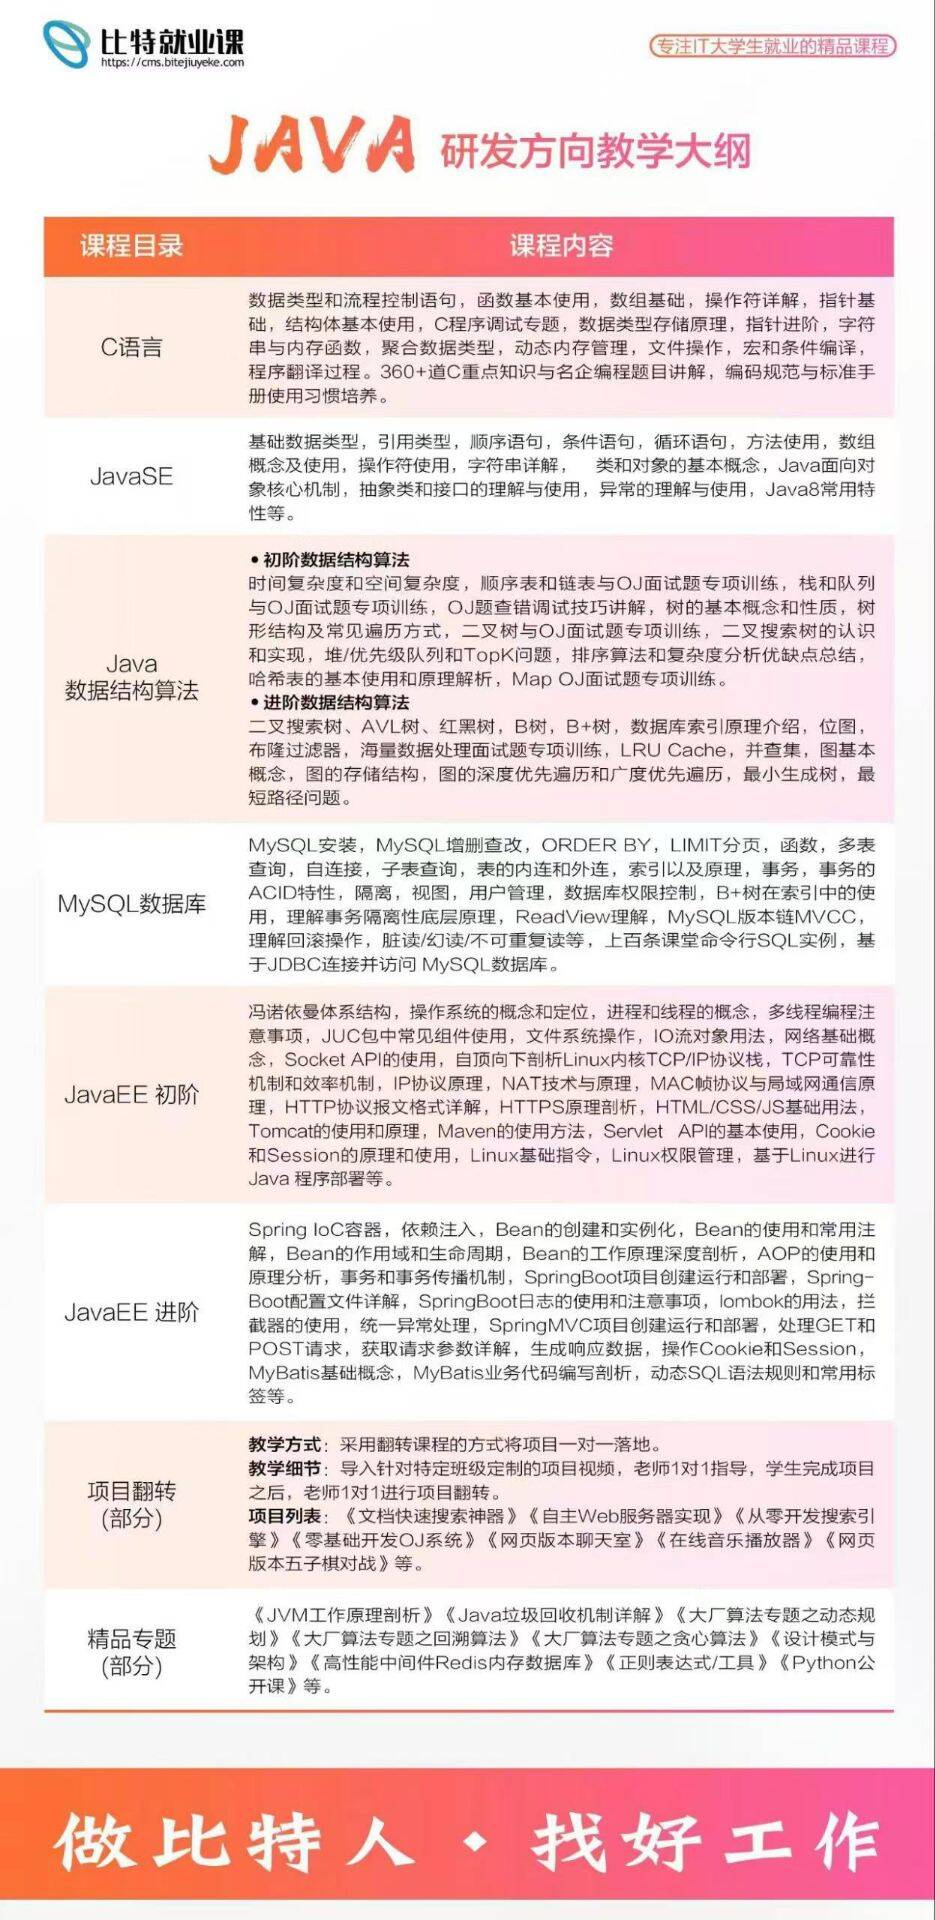 比特就业课
https://cms.bitejiuyeke.com
专注IT大学生就业的精品课程
JAVA 研发方向教学大纲
课程目录 课程内容
C语言
数据类型和流程控制语句，函数基本使用，数组基础，操作符详解，指针基
础，结构体基本使用，C程序调试专题，数据类型存储原理，指针进阶，字符
串与内存函数，聚合数据类型，动态内存管理，文件操作，宏和条件编译，
程序翻译过程。360+道C重点知识与名企编程题目讲解，编码规范与标准手
册使用习惯培养。
JavaSE
基础数据类型，引用类型，顺序语句，条件语句，循环语句，方法使用，数组
概念及使用，操作符使用，字符串详解， 类和对象的基本概念，Java面向对
象核心机制，抽象类和接口的理解与使用，异常的理解与使用，Java8常用特
性等。
Java
数据结构算法
•初阶数据结构算法
时间复杂度和空间复杂度，顺序表和链表与OJ面试题专项训练，栈和队列
与OJ面试题专项训练，OJ题查错调试技巧讲解，树的基本概念和性质，树
形结构及常见遍历方式，二叉树与OJ面试题专项训练，二叉搜索树的认识
和实现，堆/优先级队列和TopK问题，排序算法和复杂度分析优缺点总结，
哈希表的基本使用和原理解析，Map OJ面试题专项训练。
•进阶数据结构算法
二叉搜索树、AVL树、红黑树，B树，B+树，数据库索引原理介绍，位图，
布隆过滤器，海量数据处理面试题专项训练，LRU Cache，并查集，图基本
概念，图的存储结构，图的深度优先遍历和广度优先遍历，最小生成树，最
短路径问题。
MySQL数据库
MySQL安装，MySQL增删查改，ORDER BY，LIMIT分页，函数，多表
查询，自连接，子表查询，表的内连和外连，索引以及原理，事务，事务的
ACID特性，隔离，视图，用户管理，数据库权限控制，B+树在索引中的使
用，理解事务隔离性底层原理，ReadView理解，MySQL版本链MVCC，
理解回滚操作，脏读/幻读/不可重复读等，上百条课堂命令行SQL实例，基
于JDBC连接并访问 MySQL数据库。
JavaEE 初阶
冯诺依曼体系结构，操作系统的概念和定位，进程和线程的概念，多线程编程注
意事项，JUC包中常见组件使用，文件系统操作，IO流对象用法，网络基础概
念，Socket API的使用，自顶向下剖析Linux内核TCP/IP协议栈，TCP可靠性
机制和效率机制，IP协议原理，NAT技术与原理，MAC帧协议与局域网通信原
理，HTTP协议报文格式详解，HTTPS原理剖析，HTML/CSS/JS基础用法，
Tomcat的使用和原理，Maven的使用方法，Servlet API的基本使用，Cookie
和Session的原理和使用，Linux基础指令，Linux权限管理，基于Linux进行
Java 程序部署等。
JavaEE 进阶
Spring IoC容器，依赖注入，Bean的创建和实例化，Bean的使用和常用注
解，Bean的作用域和生命周期，Bean的工作原理深度剖析，AOP的使用和
原理分析，事务和事务传播机制，SpringBoot项目创建运行和部署，Spring-
Boot配置文件详解，SpringBoot日志的使用和注意事项，lombok的用法，拦
截器的使用，统一异常处理，SpringMVC项目创建运行和部署，处理GET和
POST请求，获取请求参数详解，生成响应数据，操作Cookie和Session，
MyBatis基础概念，MyBatis业务代码编写剖析，动态SQL语法规则和常用标
签等。
项目翻转
(部分)
教学方式：采用翻转课程的方式将项目一对一落地。
教学细节：导入针对特定班级定制的项目视频，老师1对1指导，学生完成项目
之后，老师1对1进行项目翻转。
项目列表：《文档快速搜索神器》《自主Web服务器实现》《从零开发搜索引
擎》《零基础开发OJ系统》《网页版本聊天室》《在线音乐播放器》《网页
版本五子棋对战》等。
精品专题
(部分)
《JVM工作原理剖析》《Java垃圾回收机制详解》《大厂算法专题之动态规
划》《大厂算法专题之回溯算法》《大厂算法专题之贪心算法》《设计模式与
架构》《高性能中间件Redis内存数据库》《正则表达式/工具》《Python公
开课》等。
做比特人·找好工作